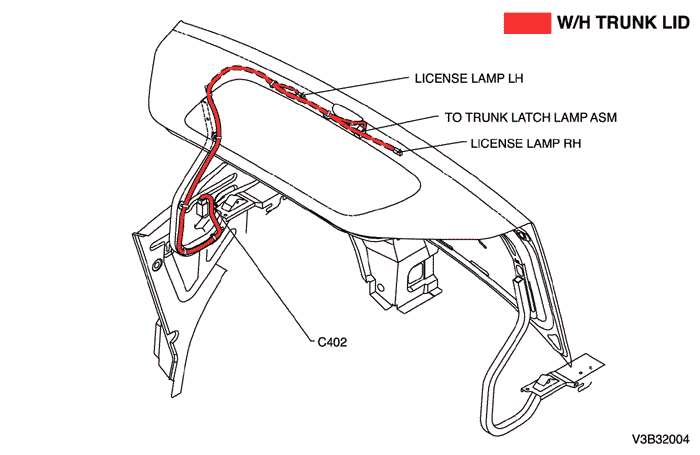 W/H TRUNK LID
LICENSE LAMP LH
TO TRUNK LATCH LAMP ASM
LICENSE LAMP RH
C402
V3B32004